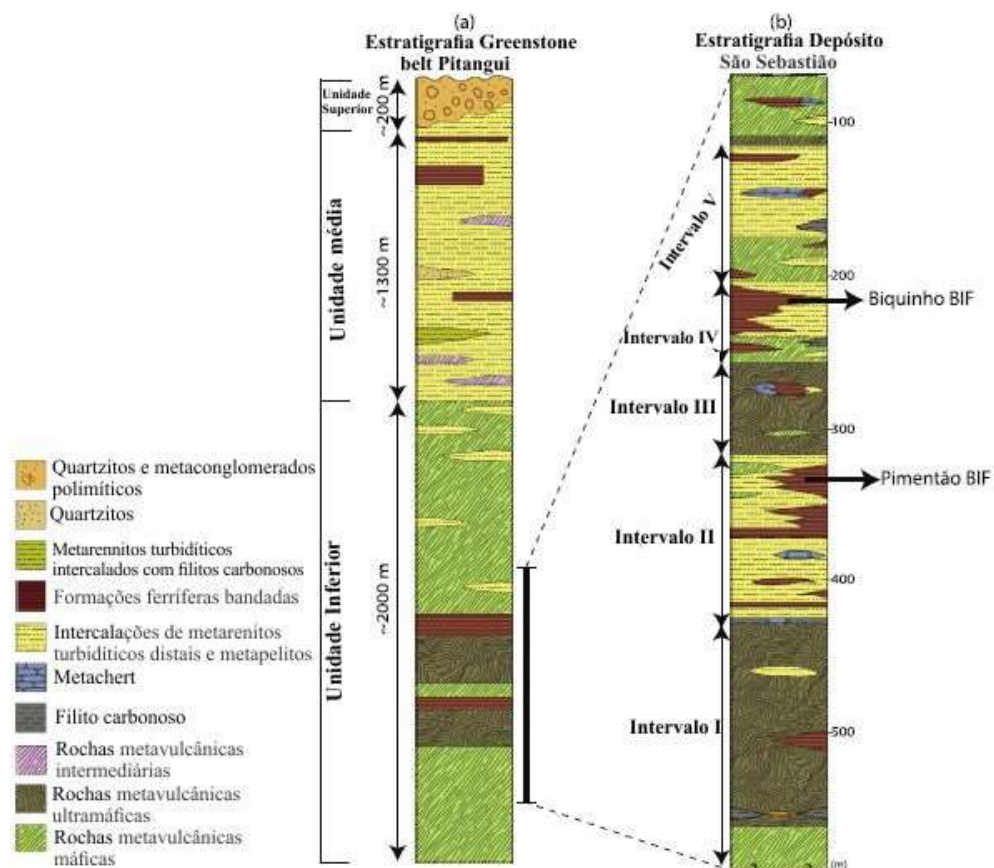 (a)
Estratigrafia Greenstone
belt Pitangui
(b)
Estratigrafia Depósito
São Sebastião
Unidade
Superior
~200 m
Unidade média
~1300 m
Unidade Inferior
~2000 m
Quartzitos e metaconglomerados
polimíticos
Quartzitos
Metarennitos turbidíticos
intercalados com filitos carbonosos
Formações ferríferas bandadas
Intercalações de metarenitos
turbidíticos distais e metapelitos
Metachert
Filito carbonoso
Rochas metavulcânicas
intermediárias
Rochas metavulcânicas
ultramáficas
Rochas metavulcânicas
máficas
Intervalo V
Intervalo IV
Intervalo III
Intervalo II
Intervalo I
-100
-200
Biquinho BIF
-300
Pimentão BIF
-400
-500
(m)